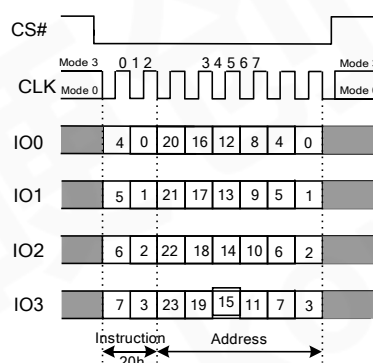 CS#
Mode 3 0 1 2 3 4 5 6 7 Mode 3
CLK Mode 0 Mode
IO0 4 0 20 16 12 8 4 0
IO1 5 1 21 17 13 9 5 1
IO2 6 2 22 18 14 10 6 2
IO3 7 3 23 19 15 11 7 3
Instruction Address
20h